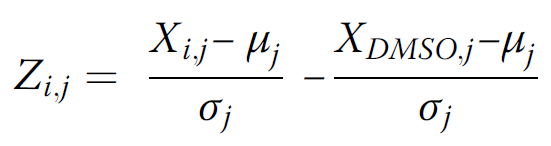 Z_{i,j} = \frac{X_{i,j} - \mu_j}{\sigma_j} - \frac{X_{DMSO,j} - \mu_j}{\sigma_j}